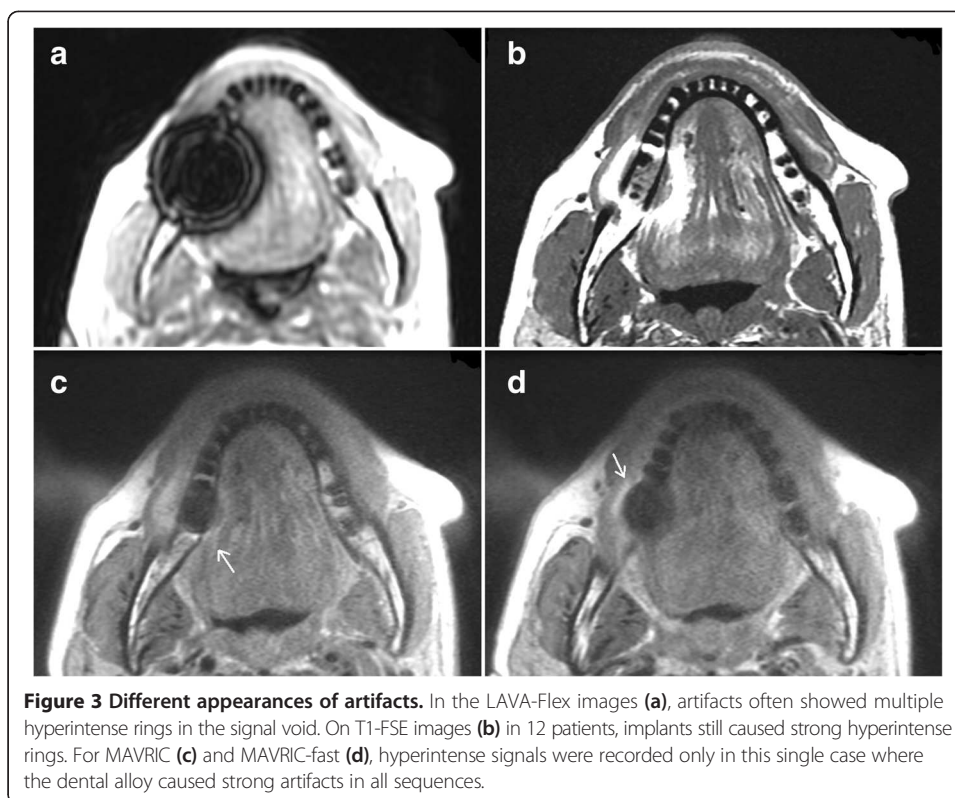 a
b
c
d
Figure 3 Different appearances of artifacts. In the LAVA-Flex images (a), artifacts often showed multiple
hyperintense rings in the signal void. On T1-FSE images (b) in 12 patients, implants still caused strong hyperintense
rings. For MAVRIC (c) and MAVRIC-fast (d), hyperintense signals were recorded only in this single case where
the dental alloy caused strong artifacts in all sequences.